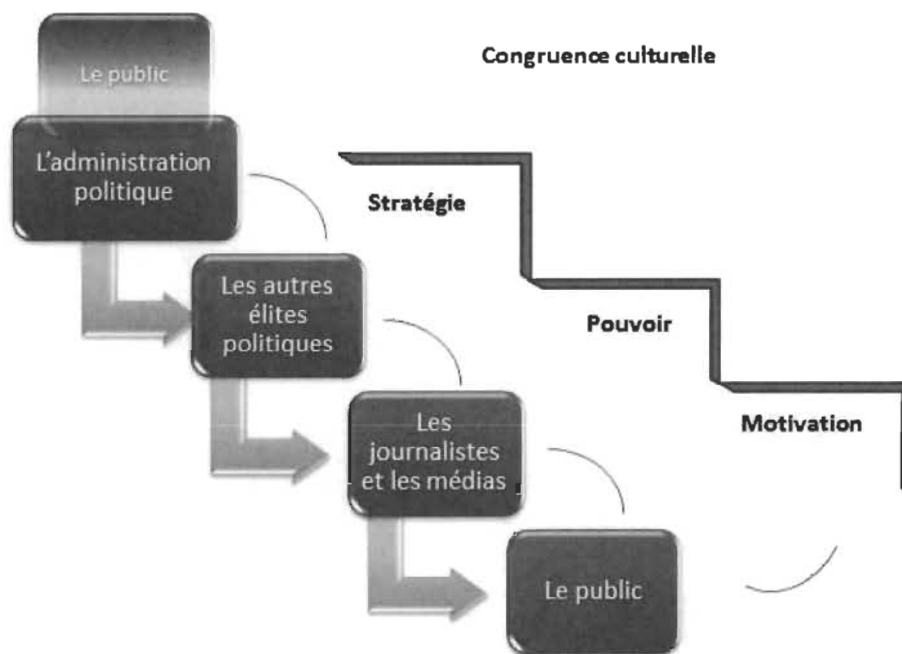 Le public
Congruence culturelle
L'administration
politique
Stratégie
Les autres
élites
politiques
Pouvoir
Les
journalistes
et les médias
Motivation
Le public